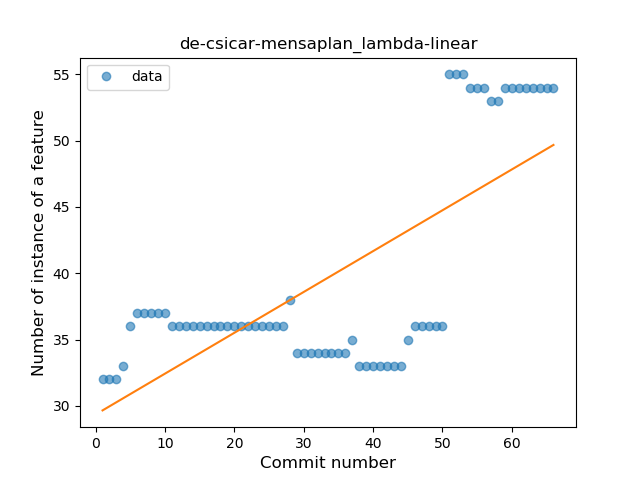 de-csicar-mensaplan_lambda-linear
data
Number of instance of a feature
55
50
45
40
35
30
0 10 20 30 40 50 60
Commit number